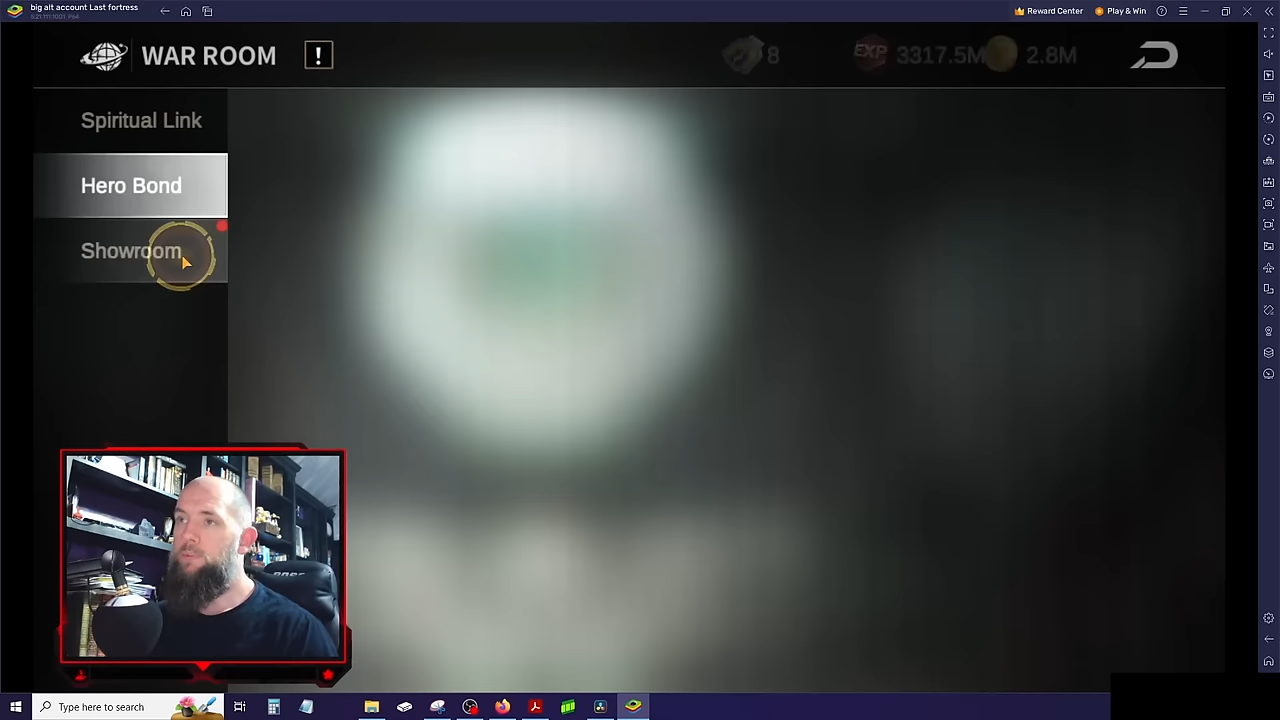 big alt account Last fortress
Reward Center
Play & Win
WAR ROOM
!
8
EXP
3317.5M
2.8M
Spiritual Link
Hero Bond
Showroom
Type here to search